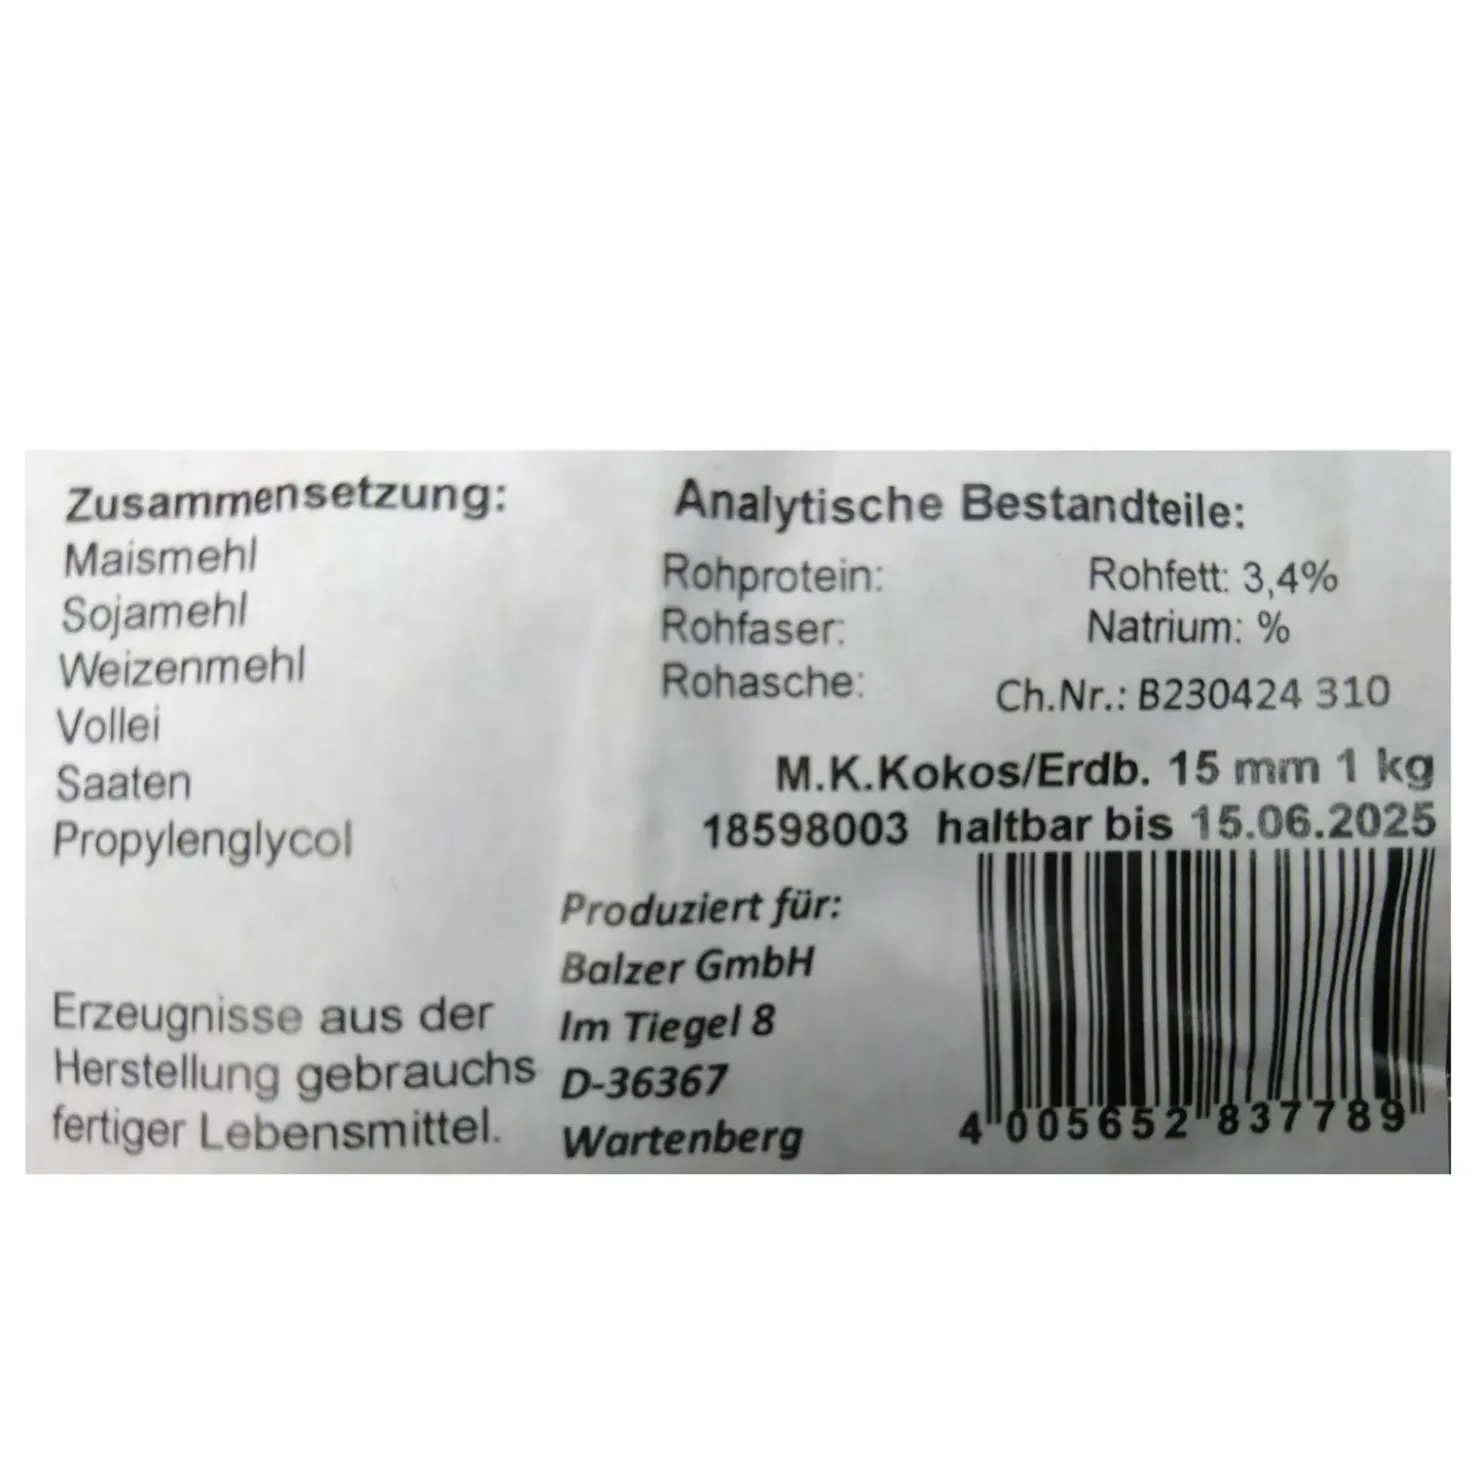 Zusammensetzung:
Maismehl
Sojamehl
Weizenmehl
Vollei
Saaten
Propylenglycol
Erzeugnisse aus der
Herstellung gebrauchs
fertiger Lebensmittel.
Analytische Bestandteile:
Rohprotein: Rohfett: 3,4%
Rohfaser: Natrium: %
Rohasche:
Ch.Nr.: B230424 310
M.K.Kokos/Erdb. 15 mm 1 kg
18598003 haltbar bis 15.06.2025
Produziert für:
Balzer GmbH
Im Tiegel 8
D-36367
Wartenberg
4 005652 837789